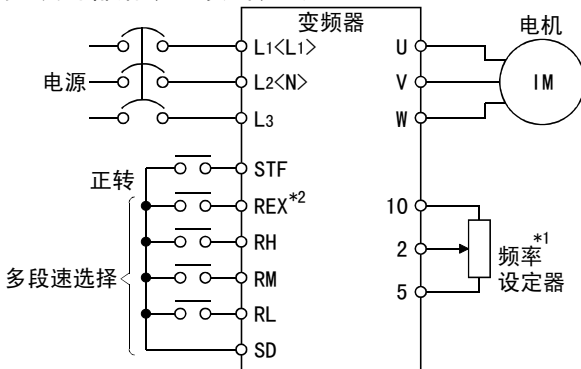 变频器
电机
电源
L1<L1>
L2<N>
L3
U
V
W
IM
正转
STF
REX*2
RH
RM
RL
SD
多段速选择
10
2
5
频率*1
设定器